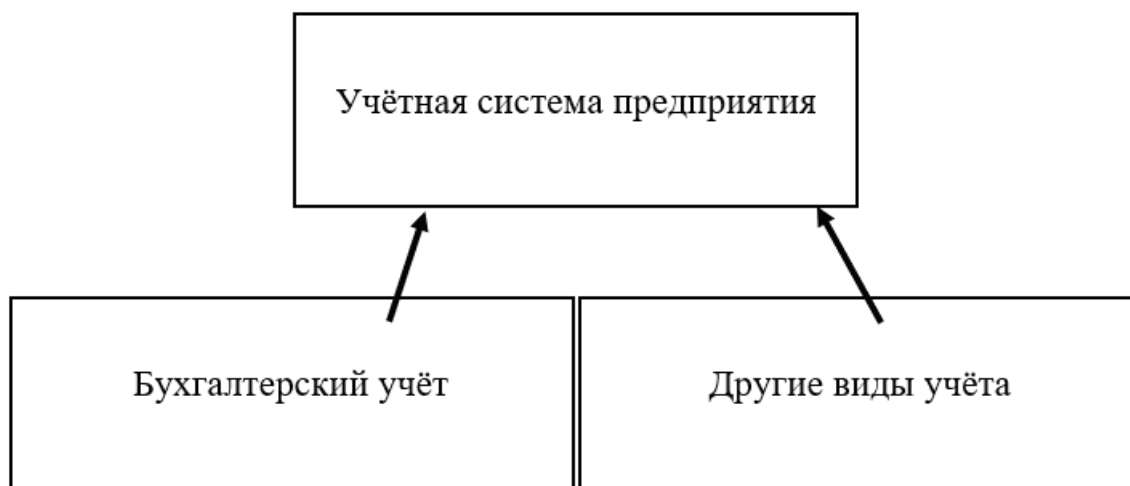 Учётная система предприятия
Бухгалтерский учёт
Другие виды учёта